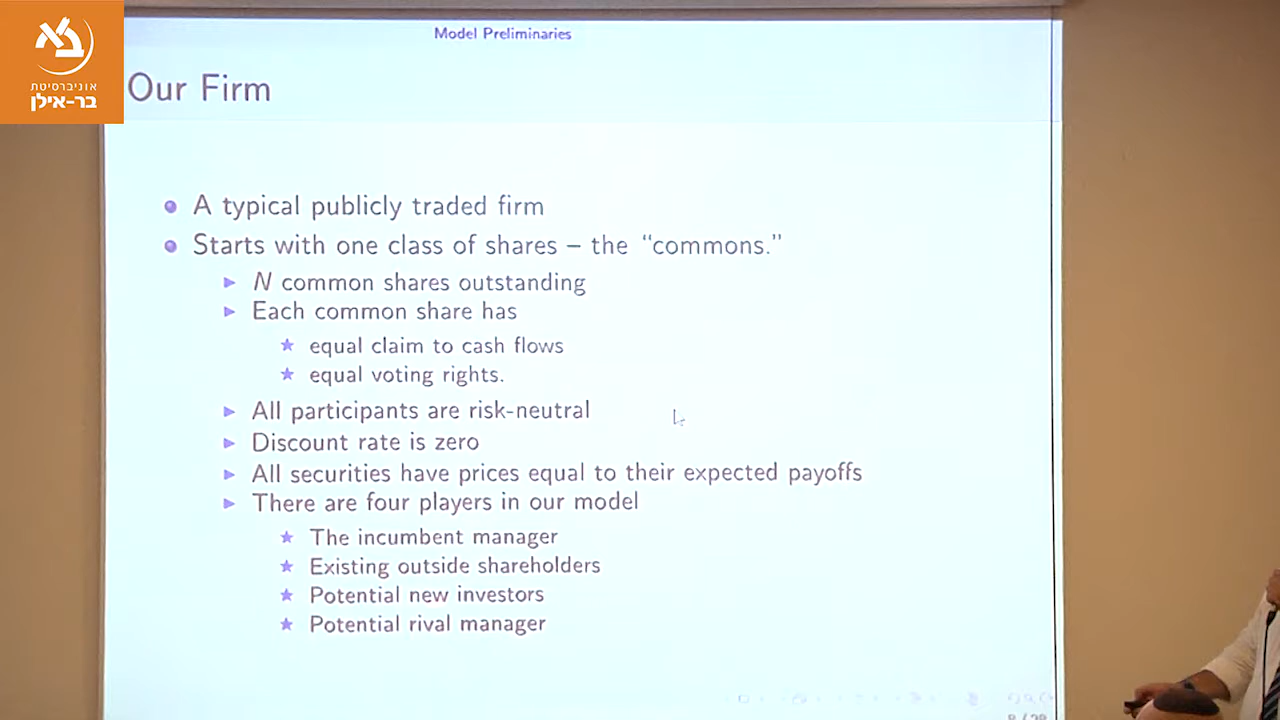 Model Preliminaries
אוניברסיטת
בר-אילן
Our Firm
A typical publicly traded firm
Starts with one class of shares – the “commons.”
N common shares outstanding
Each common share has
equal claim to cash flows
equal voting rights.
All participants are risk-neutral
Discount rate is zero
All securities have prices equal to their expected payoffs
There are four players in our model
The incumbent manager
Existing outside shareholders
Potential new investors
Potential rival manager